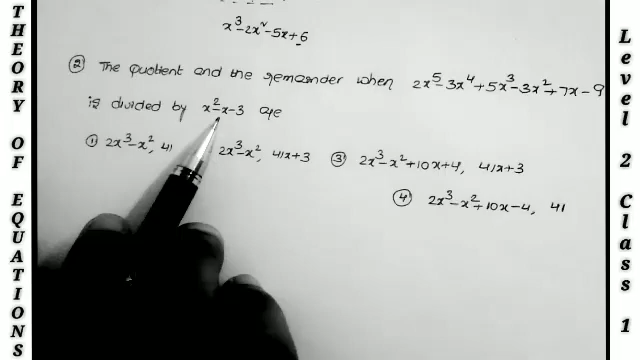 THEORY OF EQUATIONS
x³-2x²-5x+6
② The quotient and the remainder when 2x⁵-3x⁴+5x³-3x²+7x-9
is divided by x²-x-3 are
① 2x³-x², 41 2x³-x², 41x+3 ③ 2x³-x²+10x+4, 41x+3
④ 2x³-x²+10x-4, 41
Level 2 Class 1